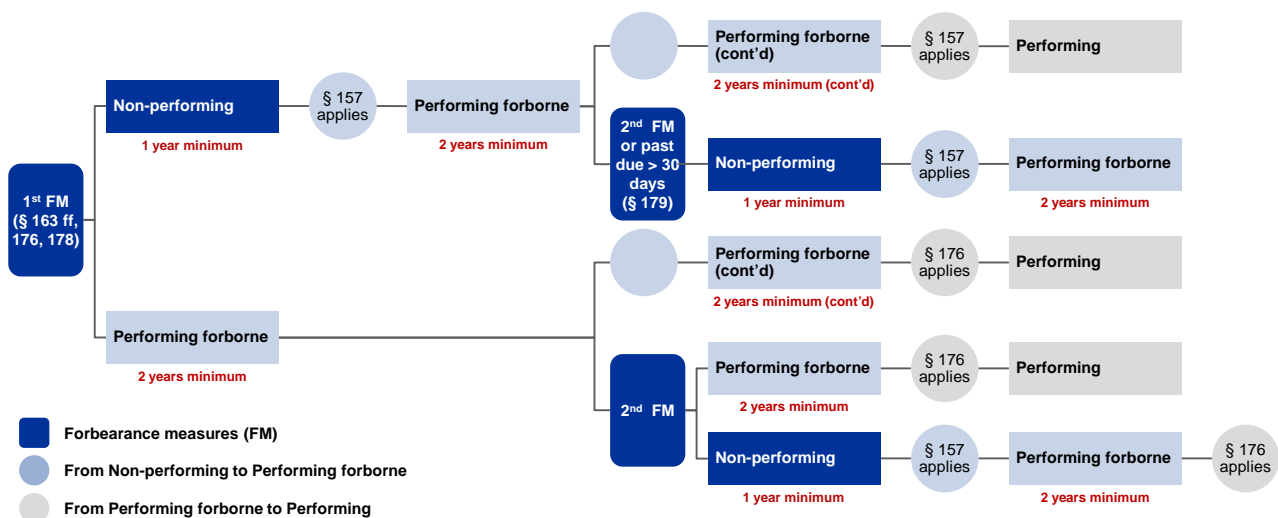 1st FM
(§ 163 ff,
176, 178)
Non-performing
1 year minimum
§ 157
applies
Performing forborne
2 years minimum
Performing forborne
(cont’d)
2 years minimum (cont’d)
§ 157
applies
Performing
2nd FM
or past
due > 30
days
(§ 179)
Non-performing
1 year minimum
§ 157
applies
Performing forborne
2 years minimum
Performing forborne
2 years minimum
Performing forborne
(cont’d)
2 years minimum (cont’d)
§ 176
applies
Performing
2nd FM
Performing forborne
2 years minimum
§ 176
applies
Performing
Non-performing
1 year minimum
§ 157
applies
Performing forborne
2 years minimum
§ 176
applies
Forbearance measures (FM)
From Non-performing to Performing forborne
From Performing forborne to Performing